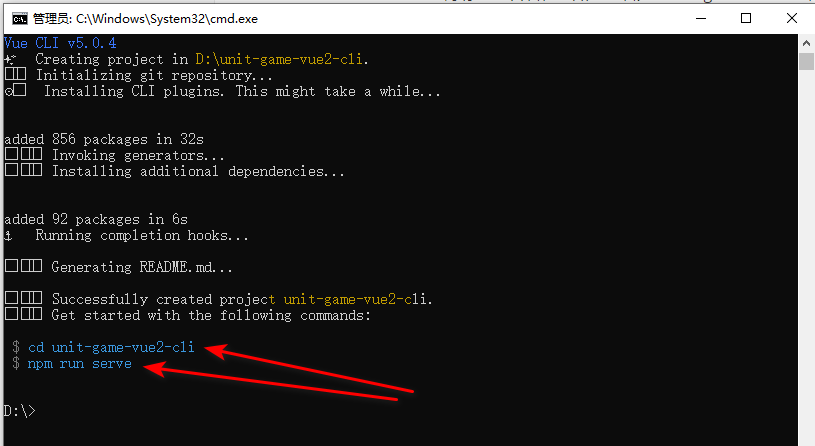 管理员: C:\Windows\System32\cmd.exe
Vue CLI v5.0.4
Creating project in D:\unit-game-vue2-cli.
Initializing git repository...
Installing CLI plugins. This might take a while...
added 856 packages in 32s
Invoking generators...
Installing additional dependencies...
added 92 packages in 6s
Running completion hooks...
Generating README.md...
Successfully created project unit-game-vue2-cli.
Get started with the following commands:
$ cd unit-game-vue2-cli
$ npm run serve
D:\>